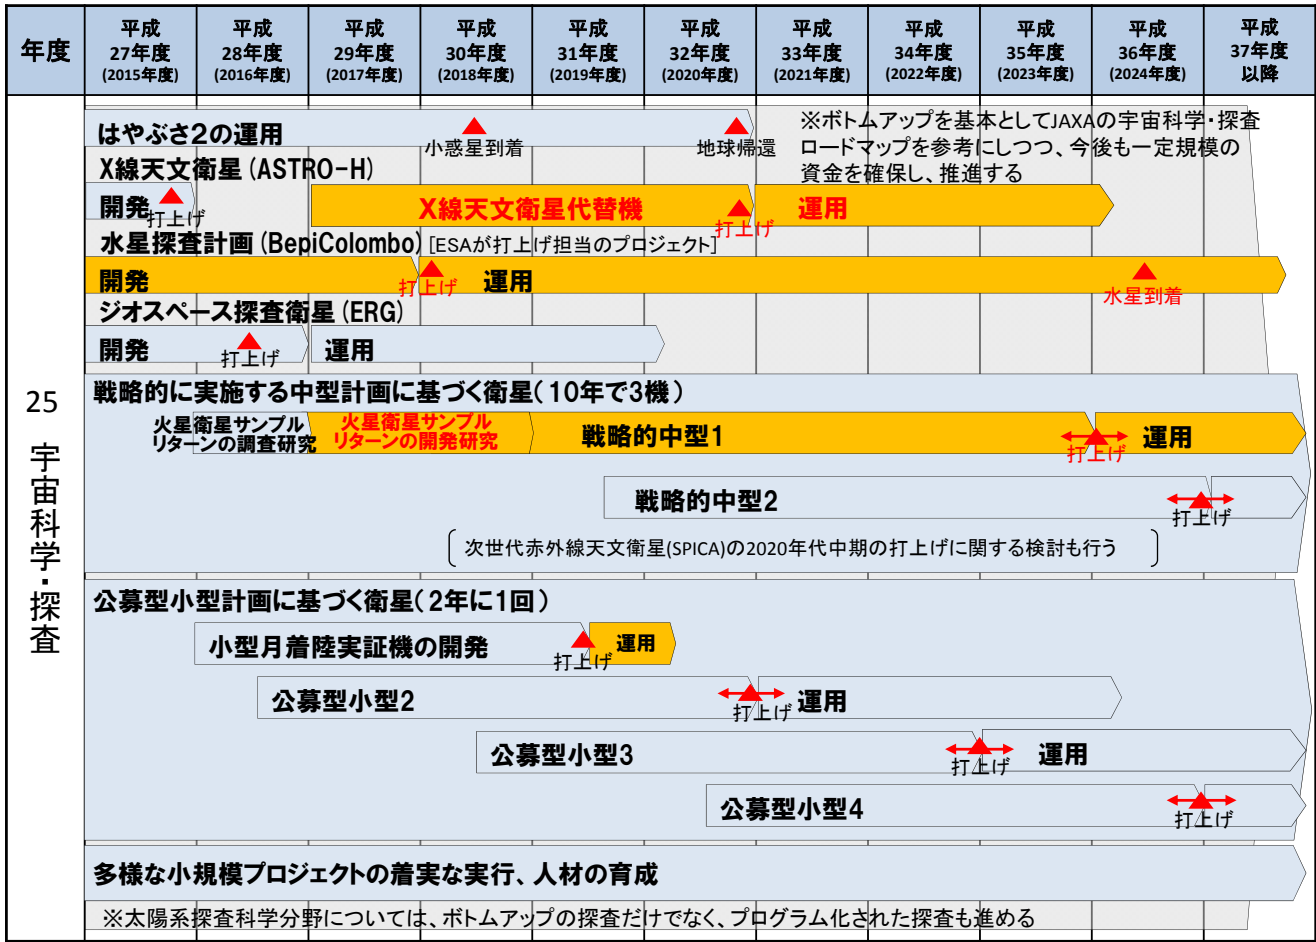 年度
平成
27年度
(2015年度)
平成
28年度
(2016年度)
平成
29年度
(2017年度)
平成
30年度
(2018年度)
平成
31年度
(2019年度)
平成
32年度
(2020年度)
平成
33年度
(2021年度)
平成
34年度
(2022年度)
平成
35年度
(2023年度)
平成
36年度
(2024年度)
平成
37年度
以降
25 宇宙科学・探査
はやぶさ2の運用
小惑星到着
地球帰還
※ボトムアップを基本としてJAXAの宇宙科学・探査
ロードマップを参考にしつつ、今後も一定規模の
資金を確保し、推進する
X線天文衛星(ASTRO-H)
開発
打上げ
X線天文衛星代替機
打上げ
運用
水星探査計画(BepiColombo)[ESAが打上げ担当のプロジェクト]
開発
打上げ
運用
水星到着
ジオスペース探査衛星(ERG)
開発
打上げ
運用
戦略的に実施する中型計画に基づく衛星(10年で3機)
火星衛星サンプル
リターンの調査研究
火星衛星サンプル
リターンの開発研究
戦略的中型1
打上げ
運用
戦略的中型2
打上げ
次世代赤外線天文衛星(SPICA)の2020年代中期の打上げに関する検討も行う
公募型小型計画に基づく衛星(2年に1回)
小型月着陸実証機の開発
打上げ
運用
公募型小型2
打上げ
運用
公募型小型3
打上げ
運用
公募型小型4
打上げ
多様な小規模プロジェクトの着実な実行、人材の育成
※太陽系探査科学分野については、ボトムアップの探査だけでなく、プログラム化された探査も進める